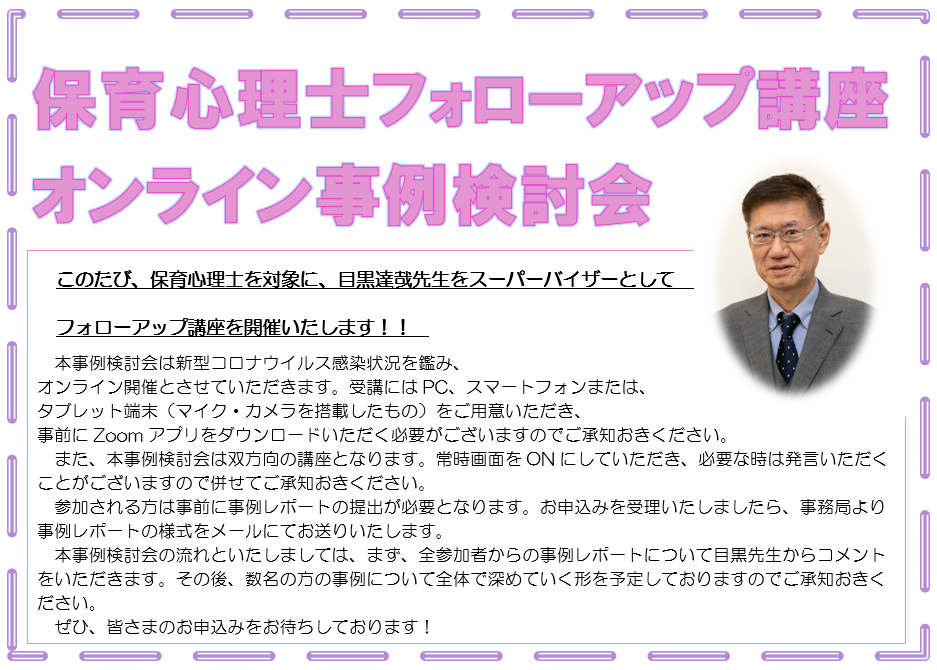 保育心理士フォローアップ講座
オンライン事例検討会
このたび、保育心理士を対象に、目黒達哉先生をスーパーバイザーとして
フォローアップ講座を開催いたします！！
本事例検討会は新型コロナウイルス感染状況を鑑み、
オンライン開催とさせていただきます。受講には PC、スマートフォンまたは、
タブレット端末（マイク・カメラを搭載したもの）をご用意いただき、
事前に Zoom アプリをダウンロードいただく必要がございますのでご承知おきください。
また、本事例検討会は双方向の講座となります。常時画面を ON にしていただき、必要な時は発言いただく
ことがございますので併せてご承知おきください。
参加される方は事前に事例レポートの提出が必要となります。お申込みを受理いたしましたら、事務局より
事例レポートの様式をメールにてお送りいたします。
本事例検討会の流れといたしましては、まず、全参加者からの事例レポートについて目黒先生からコメント
をいただきます。その後、数名の方の事例について全体で深めていく形を予定しておりますのでご承知おきく
ださい。
ぜひ、皆さまのお申込みをお待ちしております！